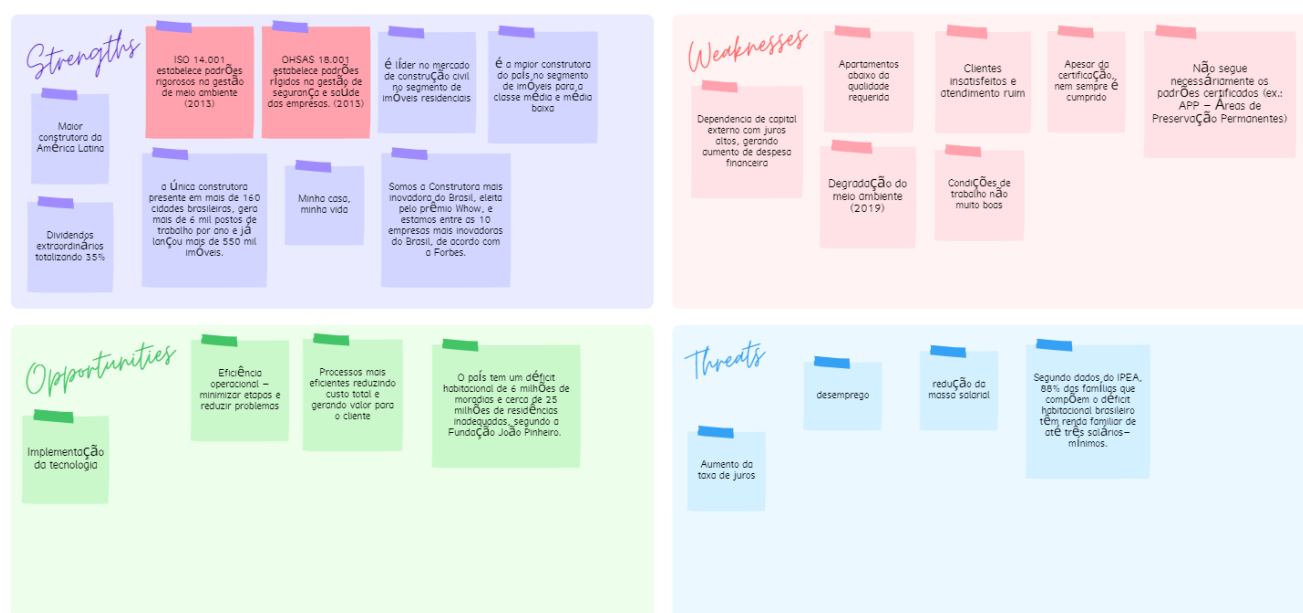 Strengths
ISO 14.001
estabelece padrões
rigorosos na gestão
de meio ambiente
(2013)
OHSAS 18.001
estabelece padrões
rígidos na gestão de
segurança e saúde
das empresas. (2013)
é líder no mercado
de construção civil
no segmento de
imóveis residenciais
é a maior construtora
do país no segmento
de imóveis para a
classe média e média
baixa
Maior
construtora da
América Latina
Dividendos
extraordinários
totalizando 35%
a única construtora
presente em mais de 160
cidades brasileiras, gera
mais de 6 mil postos de
trabalho por ano e já
lançou mais de 550 mil
imóveis.
Minha casa,
minha vida
Somos a Construtora mais
inovadora do Brasil, eleita
pelo prêmio Whow, e
estamos entre as 10
empresas mais inovadoras
do Brasil, de acordo com
a Forbes.
Weaknesses
Dependencia de capital
externo com juros
altos, gerando
aumento de despesa
financeira
Apartamentos
abaixo da
qualidade
requerida
Clientes
insatisfeitos e
atendimento ruim
Apesar da
certificação,
nem sempre é
cumprido
Não segue
necessáriamente os
padrões certificados (ex.:
APP – Áreas de
Preservação Permanentes)
Degradação do
meio ambiente
(2019)
Condições de
trabalho não
muito boas
Opportunities
Implementação
da tecnologia
Eficiência
operacional –
minimizar etapas e
reduzir problemas
Processos mais
eficientes reduzindo
custo total e
gerando valor para
o cliente
O país tem um déficit
habitacional de 6 milhões de
moradias e cerca de 25
milhões de residências
inadequadas, segundo a
Fundação João Pinheiro.
Threats
Aumento da
taxa de juros
desemprego
redução da
massa salarial
Segundo dados do IPEA,
88% das famílias que
compõem o déficit
habitacional brasileiro
têm renda familiar de
até três salários–
mínimos.